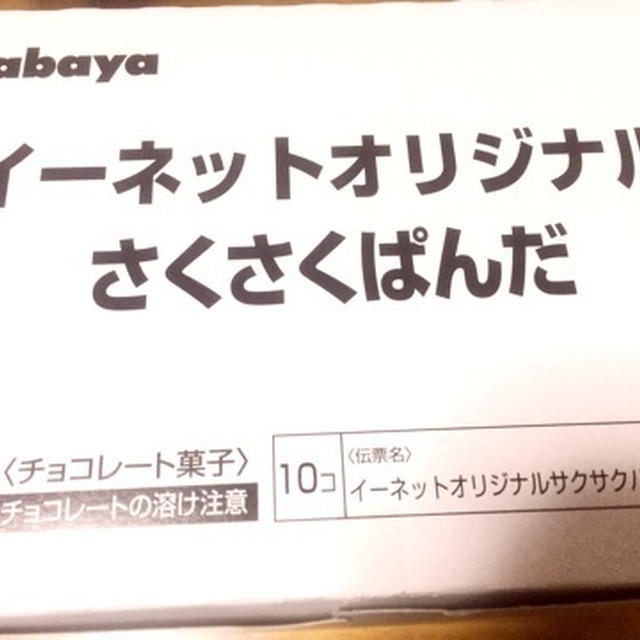 abaya
イーネットオリジナル
さくさくぱんだ
〈チョコレート菓子〉
チョコレートの溶け注意
10コ
〈伝票名〉
イーネットオリジナルサクサクパ